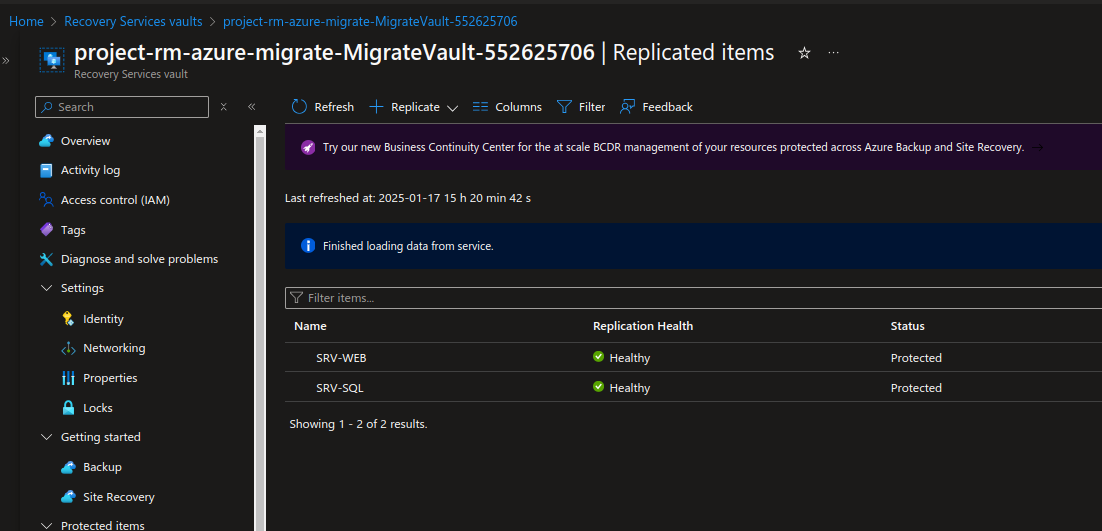 Home > Recovery Services vaults > project-rm-azure-migrate-MigrateVault-552625706
project-rm-azure-migrate-MigrateVault-552625706 | Replicated items
Recovery Services vault
Search
Refresh Replicate Columns Filter Feedback
Try our new Business Continuity Center for the at scale BCDR management of your resources protected across Azure Backup and Site Recovery.
Last refreshed at: 2025-01-17 15 h 20 min 42 s
Finished loading data from service.
Filter items...
Name Replication Health Status
SRV-WEB Healthy Protected
SRV-SQL Healthy Protected
Showing 1 - 2 of 2 results.
Overview
Activity log
Access control (IAM)
Tags
Diagnose and solve problems
Settings
Identity
Networking
Properties
Locks
Getting started
Backup
Site Recovery
Protected items